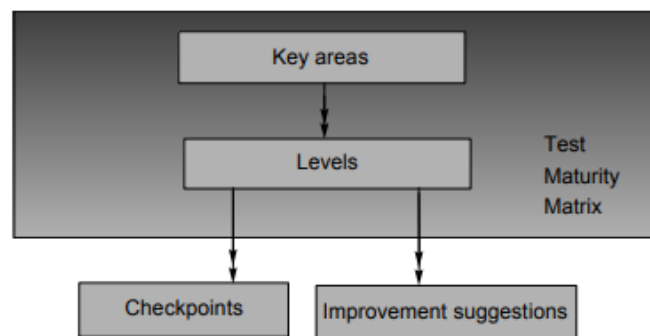 Key areas
Levels
Test
Maturity
Matrix
Checkpoints
Improvement suggestions